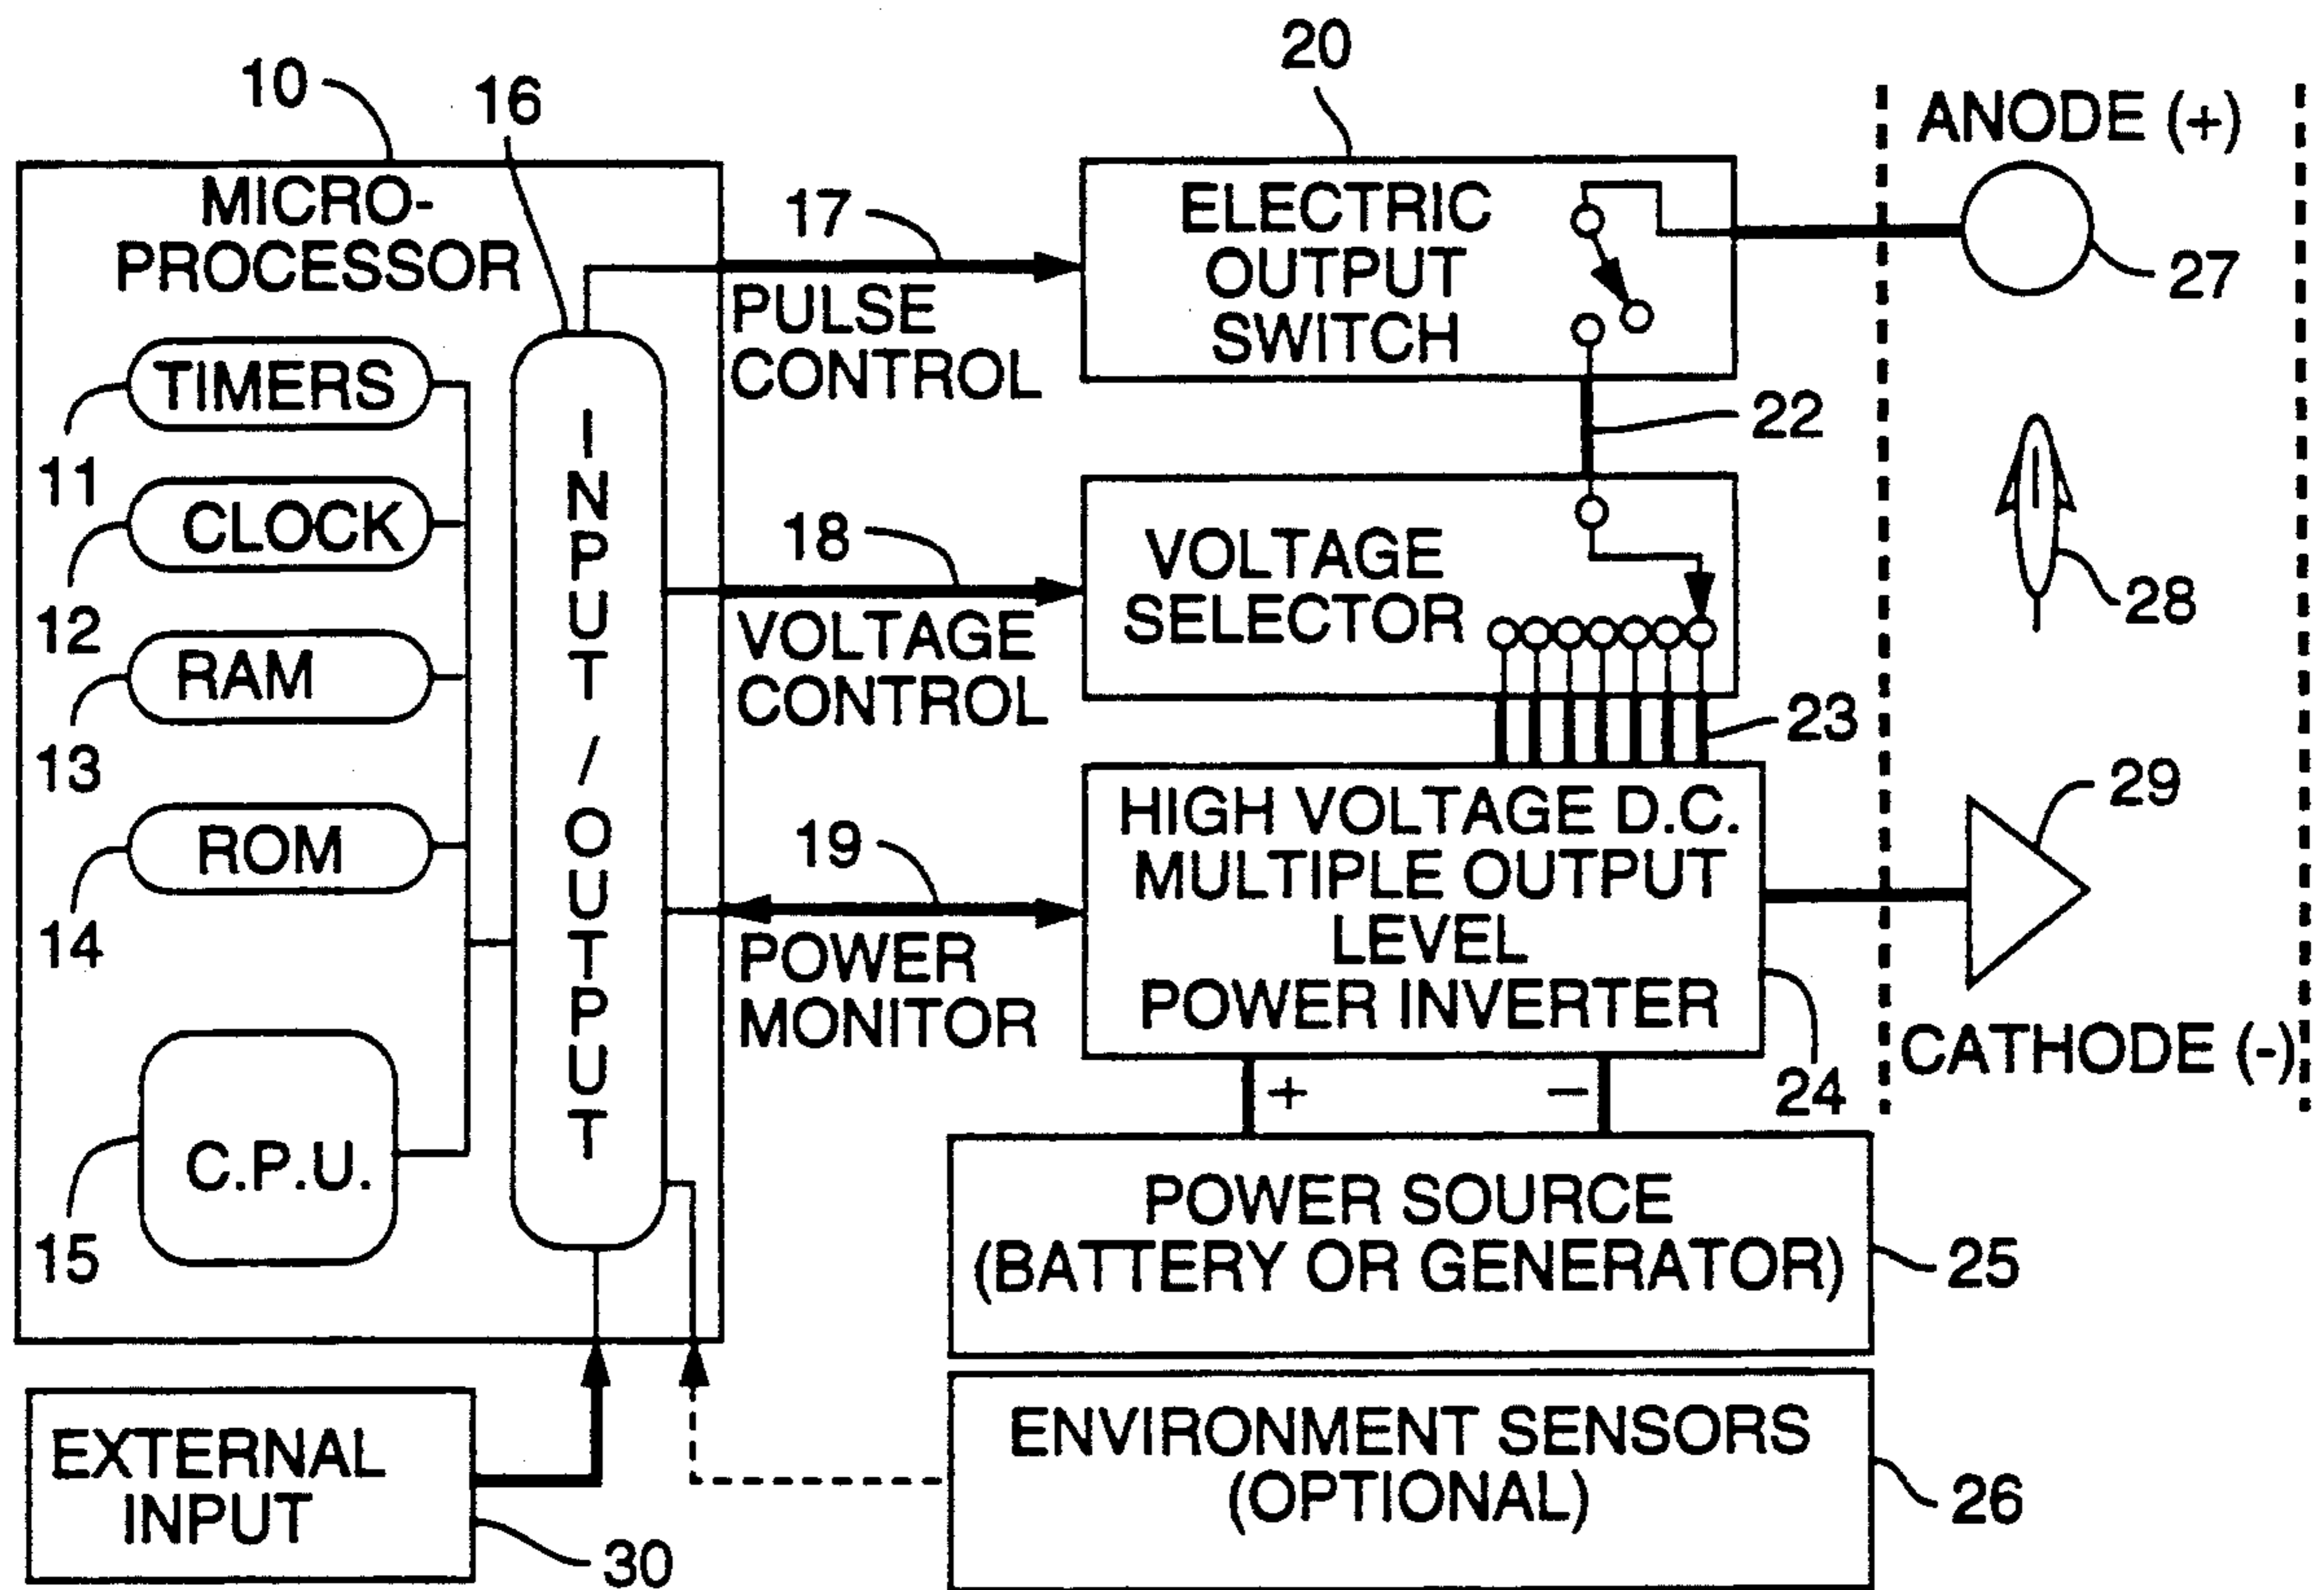 10
16
20
ANODE (+)
MICRO-
PROCESSOR
17
ELECTRIC
OUTPUT
SWITCH
27
PULSE
CONTROL
TIMERS
11
22
CLOCK
12
INPUT/OUTPUT
18
VOLTAGE
SELECTOR
28
VOLTAGE
CONTROL
RAM
13
23
ROM
14
19
HIGH VOLTAGE D.C.
MULTIPLE OUTPUT
LEVEL
POWER INVERTER
29
POWER
MONITOR
CATHODE (-)
24
+
−
C.P.U.
15
POWER SOURCE
(BATTERY OR GENERATOR)
25
EXTERNAL
INPUT
30
ENVIRONMENT SENSORS
(OPTIONAL)
26